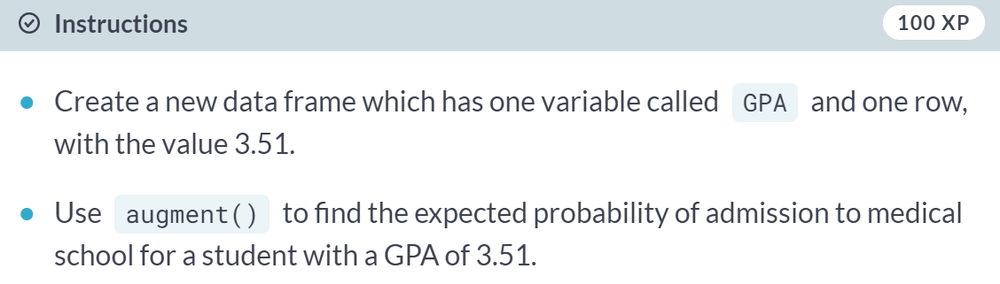 Instructions 100 XP
Create a new data frame which has one variable called GPA and one row,
with the value 3.51.
Use augment() to find the expected probability of admission to medical
school for a student with a GPA of 3.51.